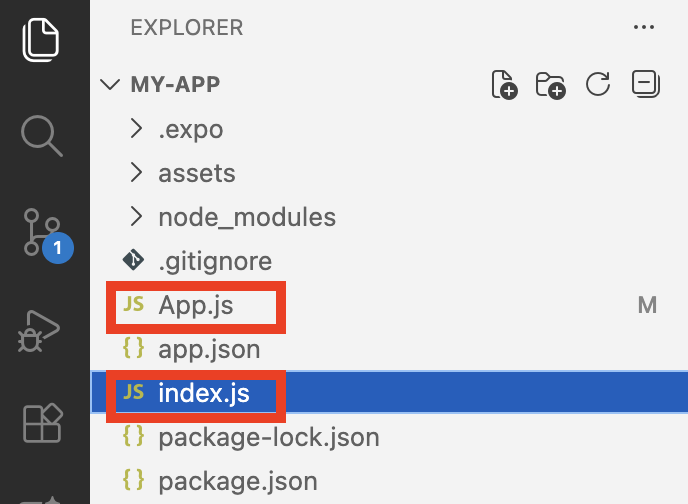 EXPLORER
MY-APP
.expo
assets
node_modules
.gitignore
1
JS App.js M
{ } app.json
JS index.js
{ } package-lock.json
{ } package.json